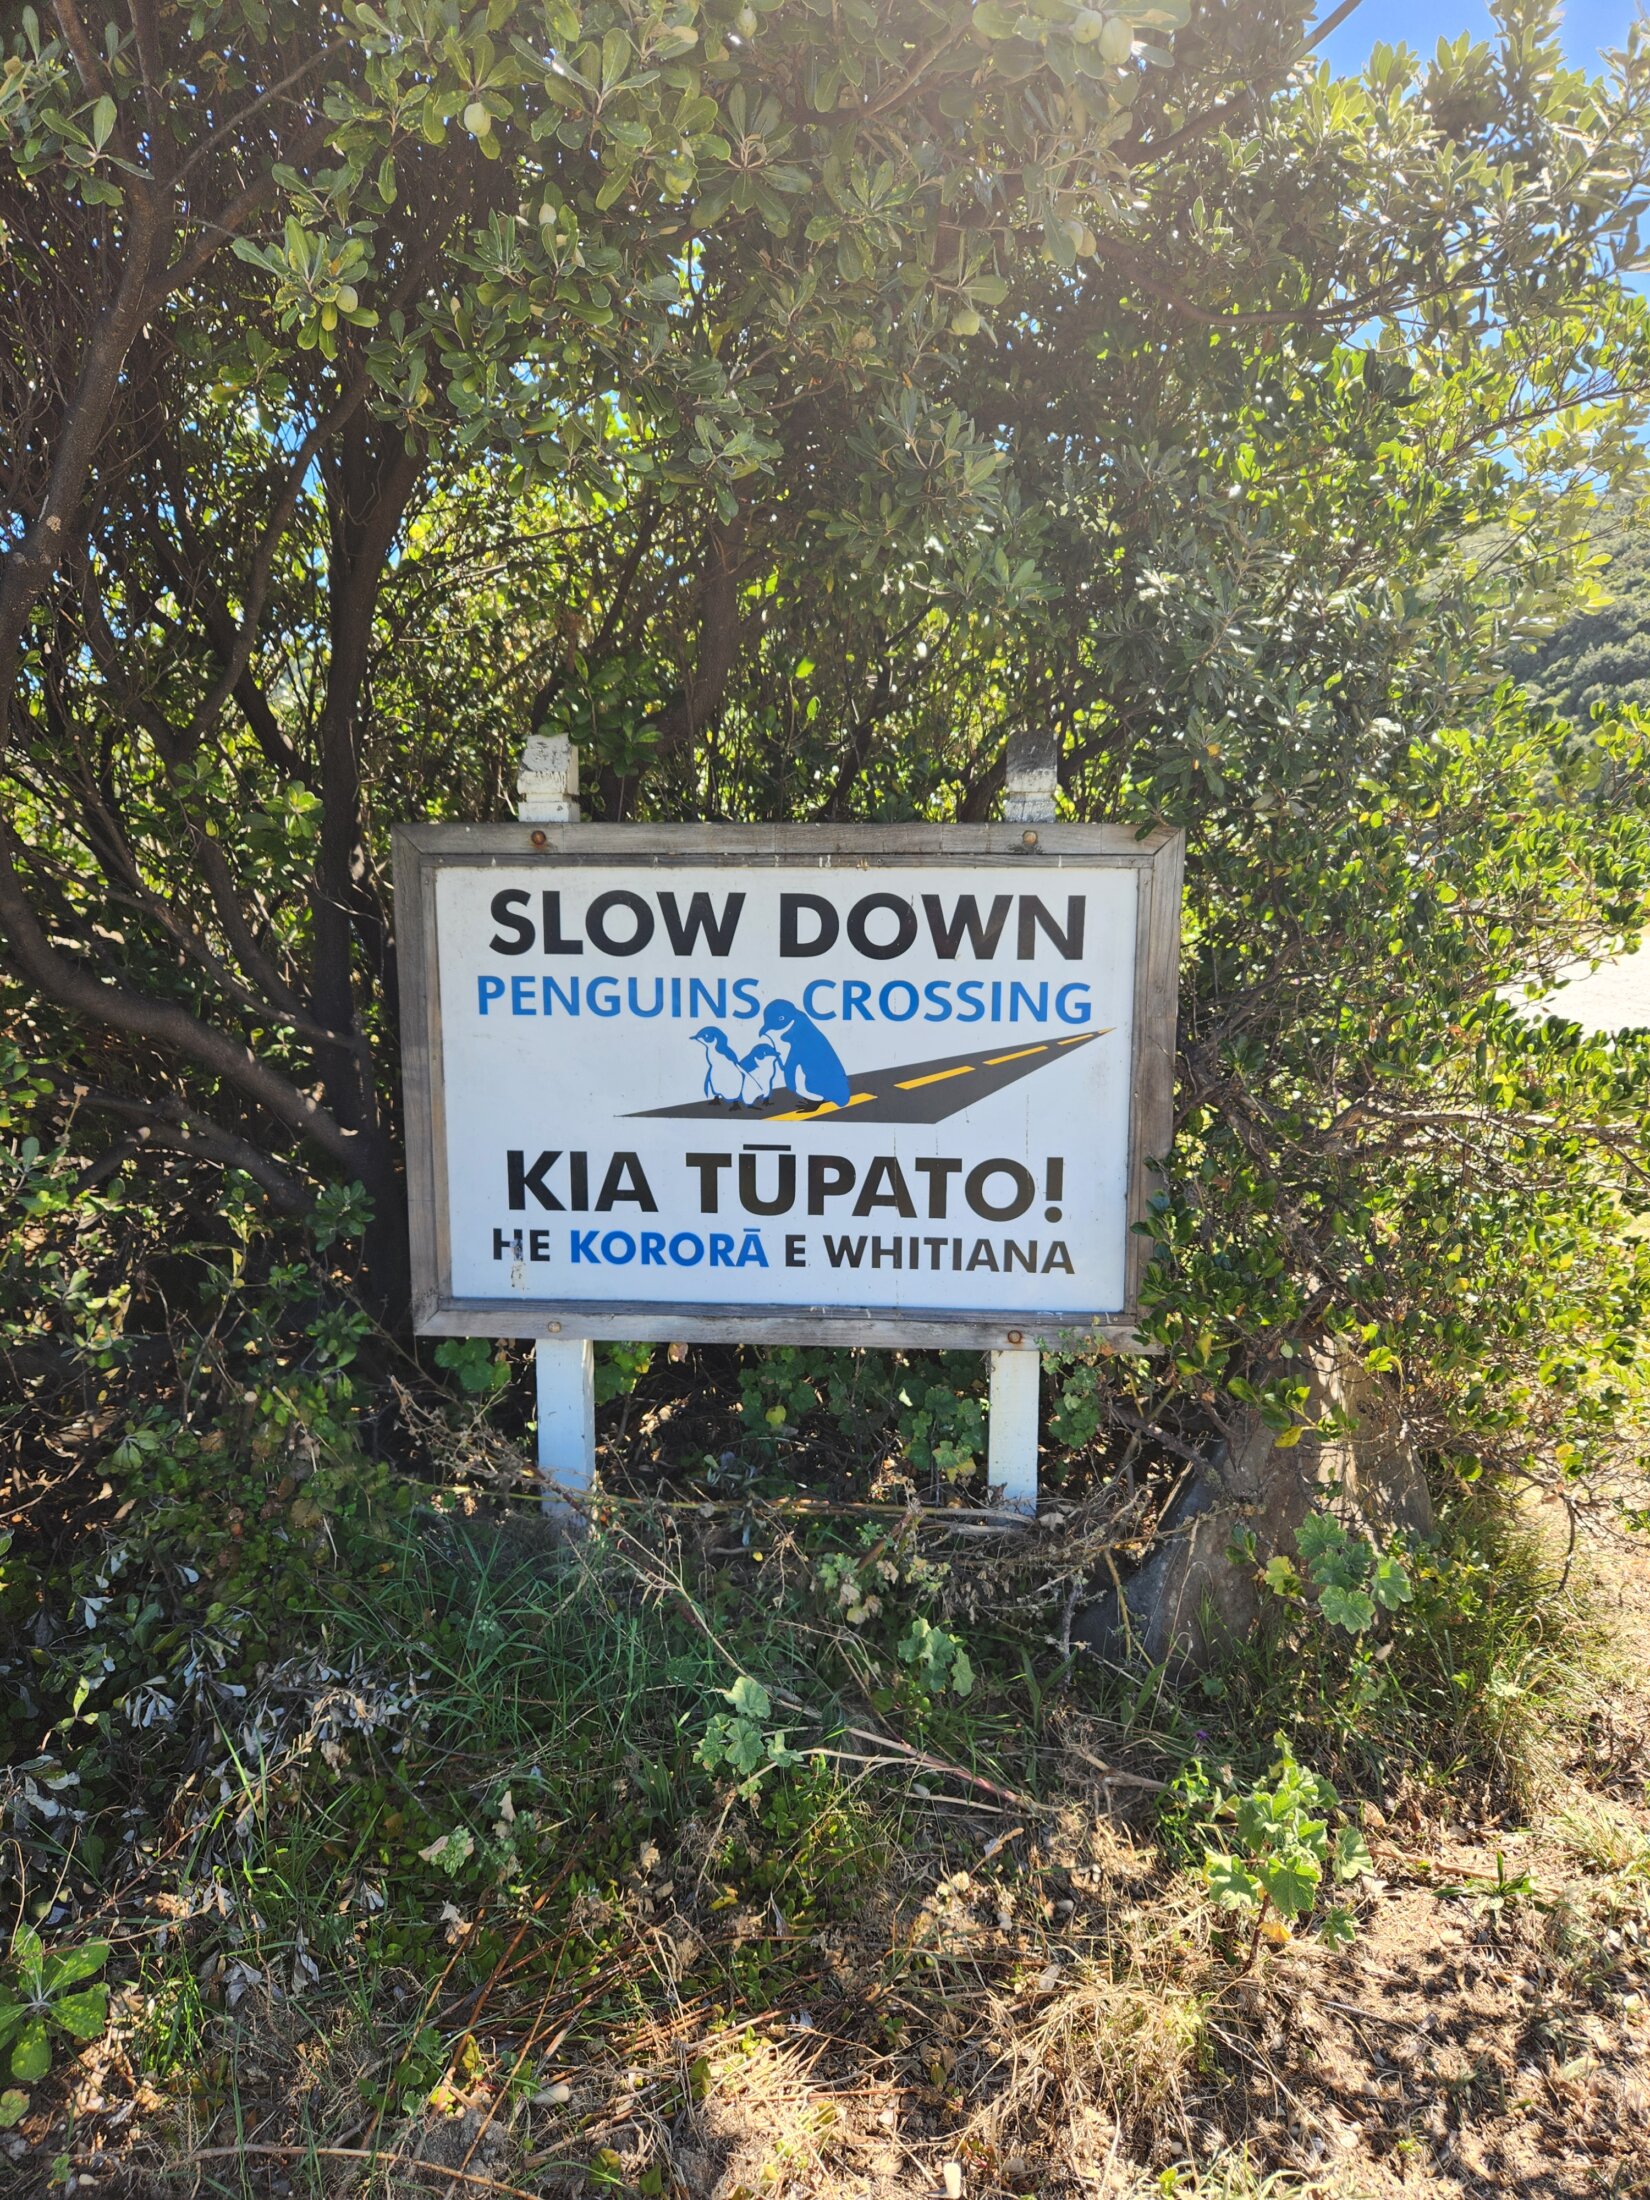 SLOW DOWN
PENGUINS CROSSING
KIA TŪPATO!
HE KORORĀ E WHITIANA